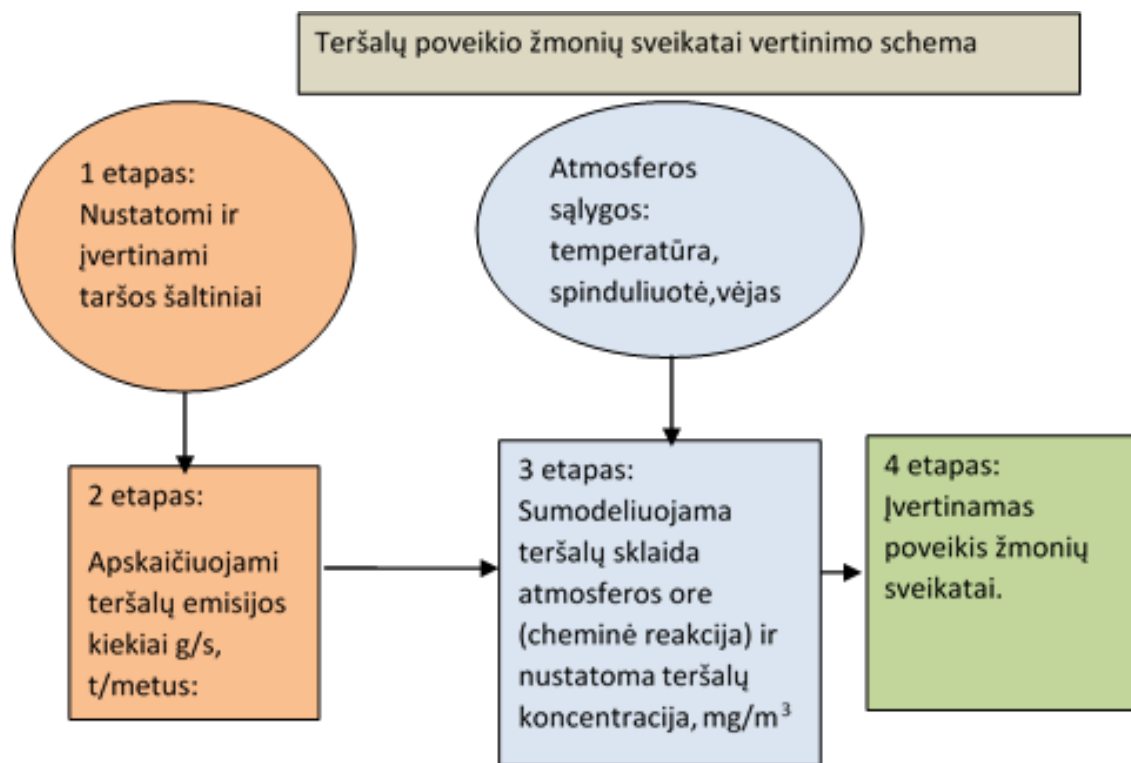 Teršalų poveikio žmonių sveikatai vertinimo schema
1 etapas:
Nustatomi ir
įvertinami
taršos šaltiniai
Atmosferos
sąlygos:
temperatūra,
spinduliuotė,vėjas
2 etapas:
Apskaičiuojami
teršalų emisijos
kiekiai g/s,
t/metus:
3 etapas:
Sumodeliuojama
teršalų sklaida
atmosferos ore
(cheminė reakcija) ir
nustatoma teršalų
koncentracija, mg/m³
4 etapas:
Įvertinamas
poveikis žmonių
sveikatai.